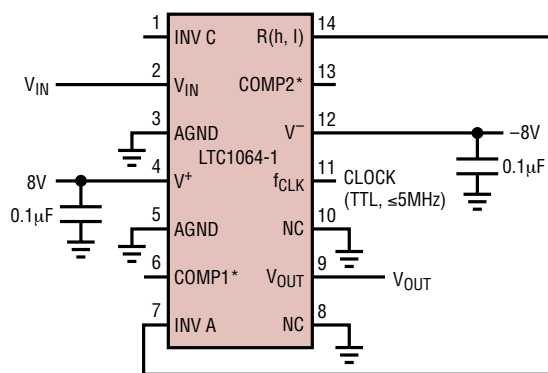 1 INV C R(h, I) 14
V_IN 2 V_IN COMP2* 13
3 AGND V⁻ 12 –8V
LTC1064-1
0.1µF
8V 4 V⁺ f_CLK 11 CLOCK
(TTL, ≤5MHz)
0.1µF
5 AGND NC 10
6 COMP1* V_OUT 9 V_OUT
7 INV A NC 8